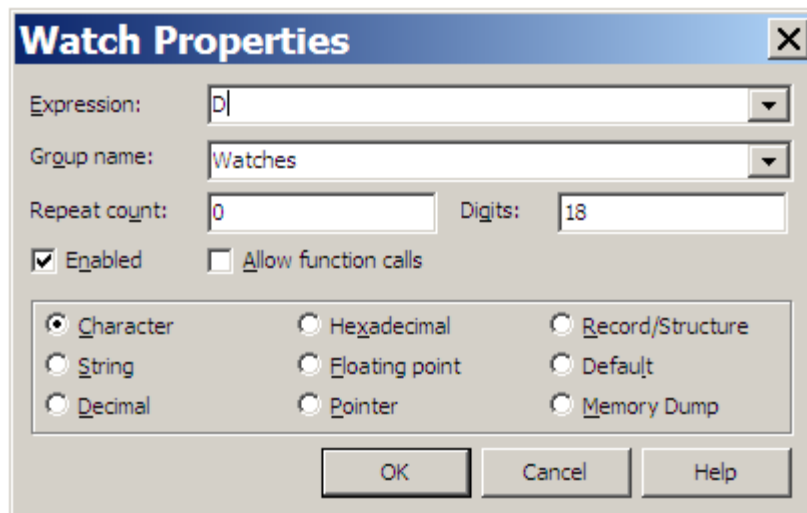 Watch Properties
Expression: D
Group name: Watches
Repeat count: 0 Digits: 18
Enabled Allow function calls
Character Hexadecimal Record/Structure
String Floating point Default
Decimal Pointer Memory Dump
OK Cancel Help